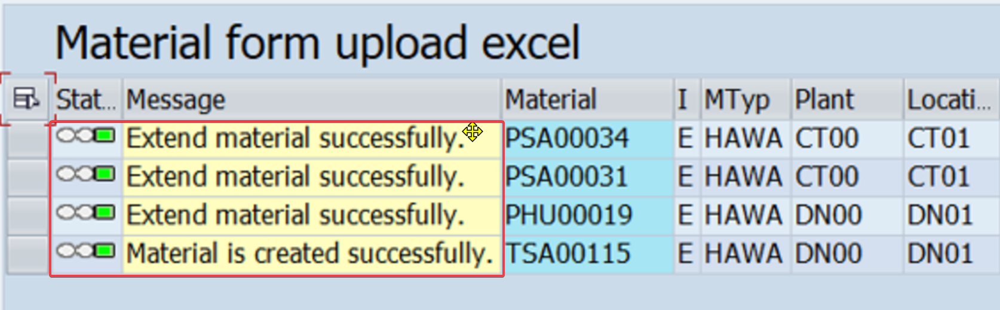 Material form upload excel
Stat... Message Material I MTyp Plant Locati...
Extend material successfully. PSA00034 E HAWA CT00 CT01
Extend material successfully. PSA00031 E HAWA CT00 CT01
Extend material successfully. PHU00019 E HAWA DN00 DN01
Material is created successfully. TSA00115 E HAWA DN00 DN01